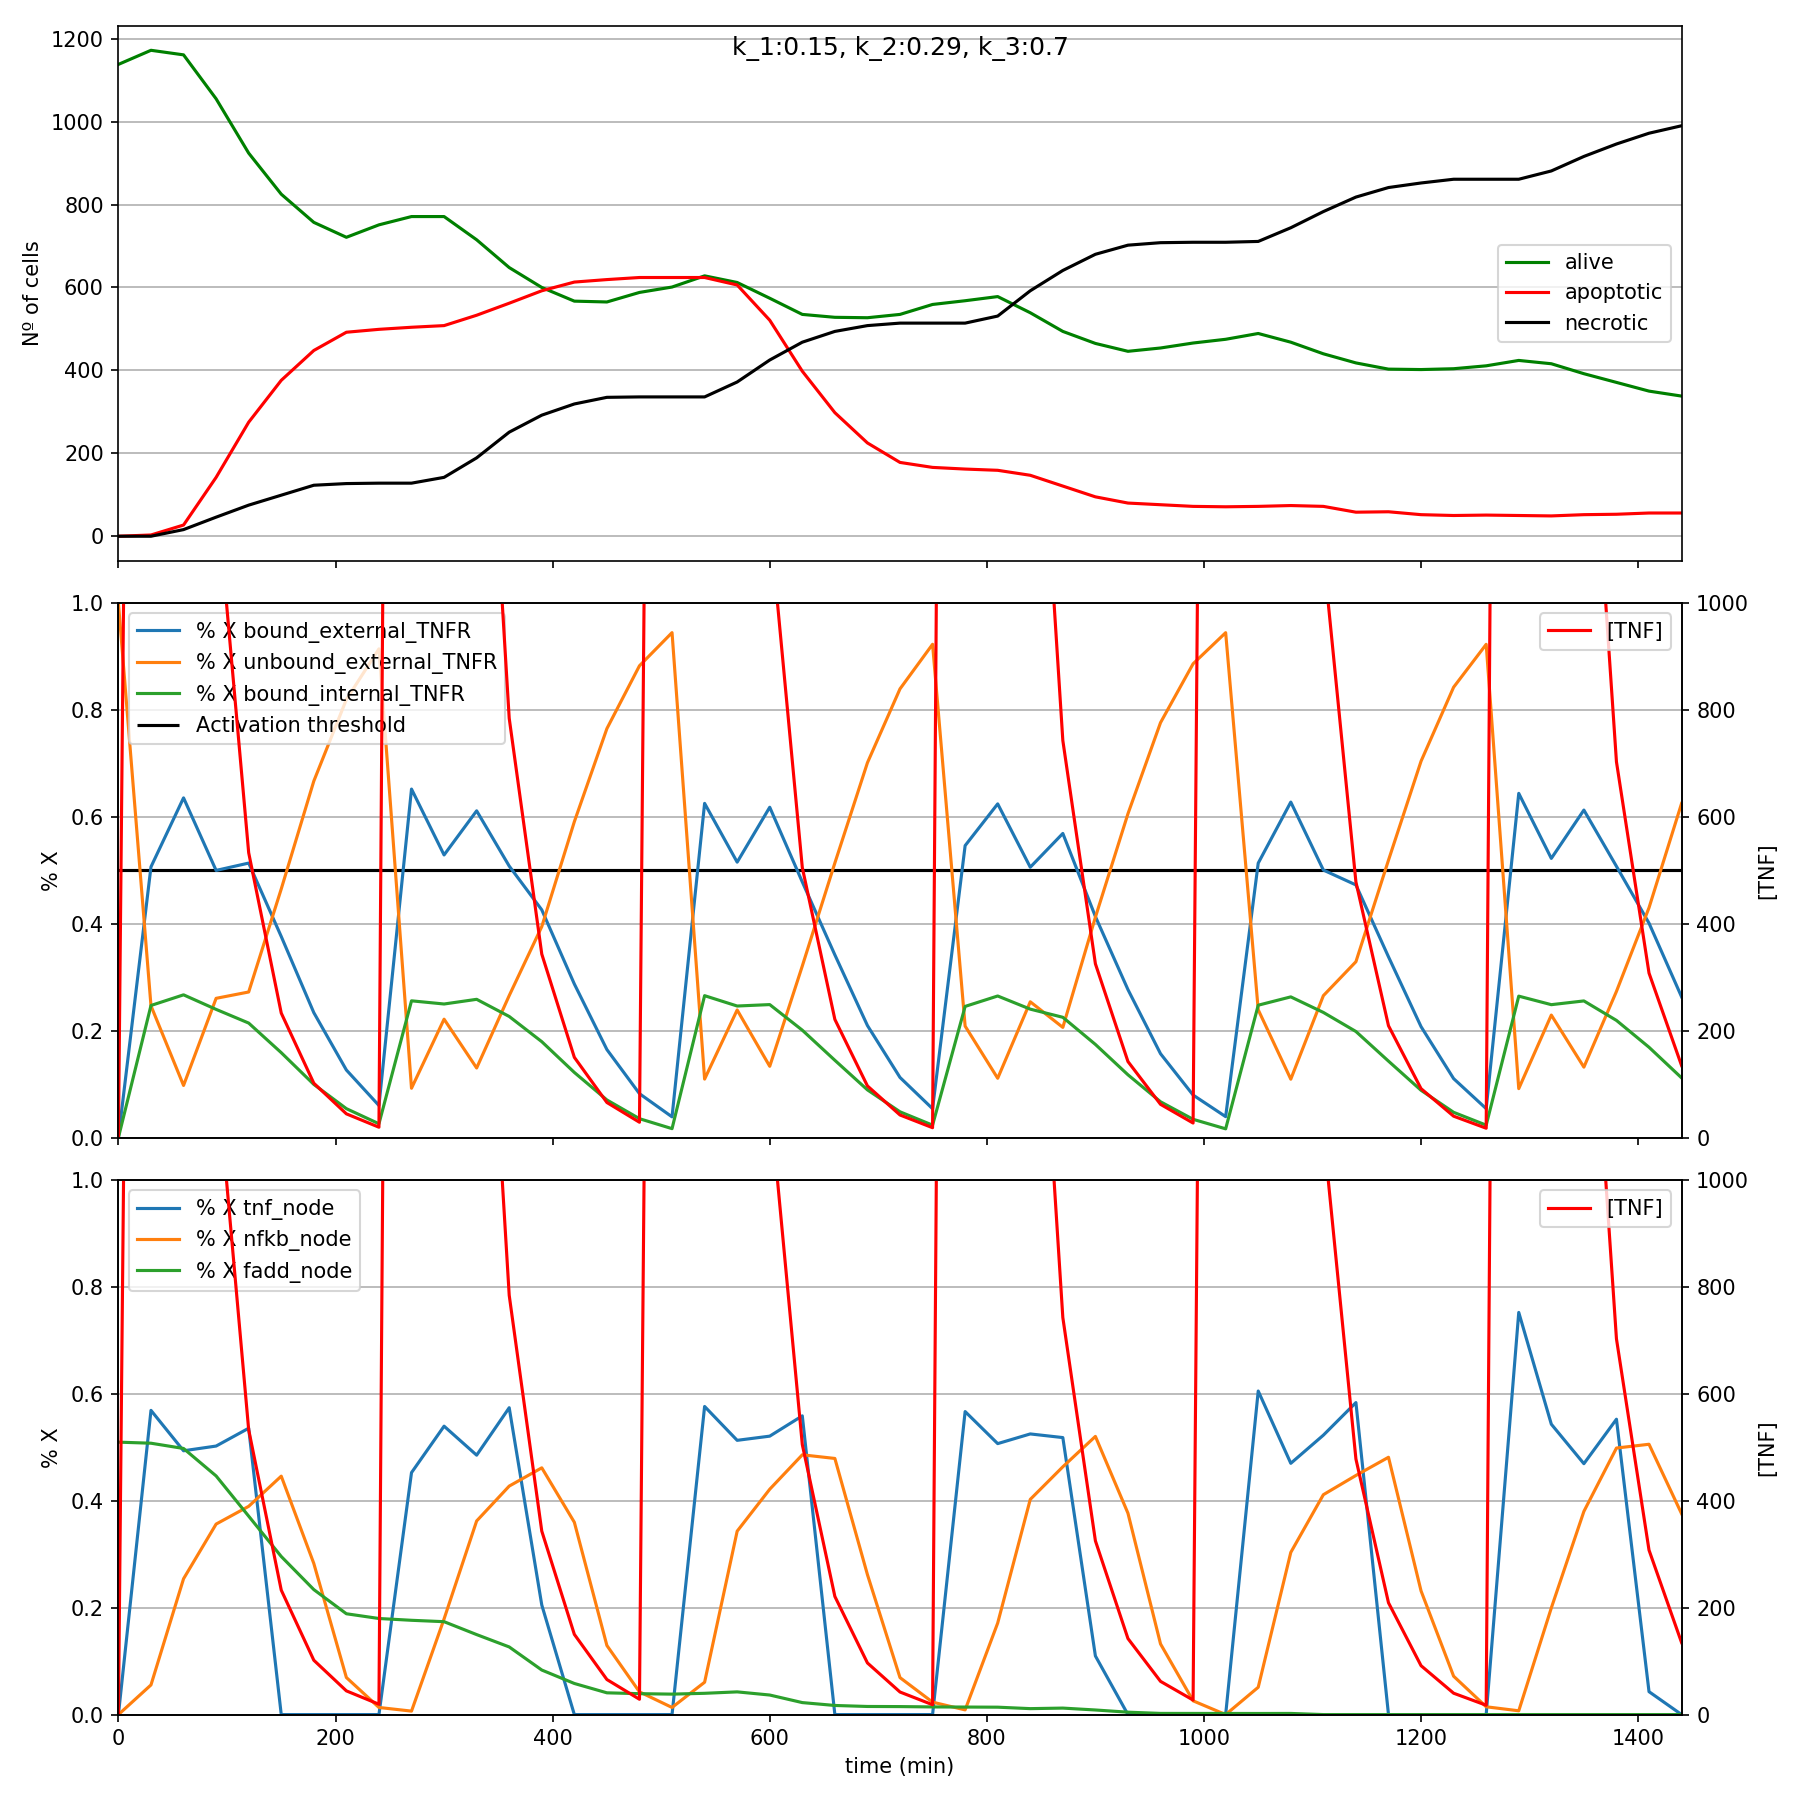 k_1:0.15, k_2:0.29, k_3:0.7
1200
1000
800
600
400
200
0
Nº of cells
alive
apoptotic
necrotic
1.0
0.8
0.6
0.4
0.2
0.0
% X
% X bound_external_TNFR
% X unbound_external_TNFR
% X bound_internal_TNFR
Activation threshold
[TNF]
1000
800
600
400
200
0
[TNF]
1.0
0.8
0.6
0.4
0.2
0.0
% X
% X tnf_node
% X nfkb_node
% X fadd_node
[TNF]
1000
800
600
400
200
0
[TNF]
0 200 400 600 800 1000 1200 1400
time (min)